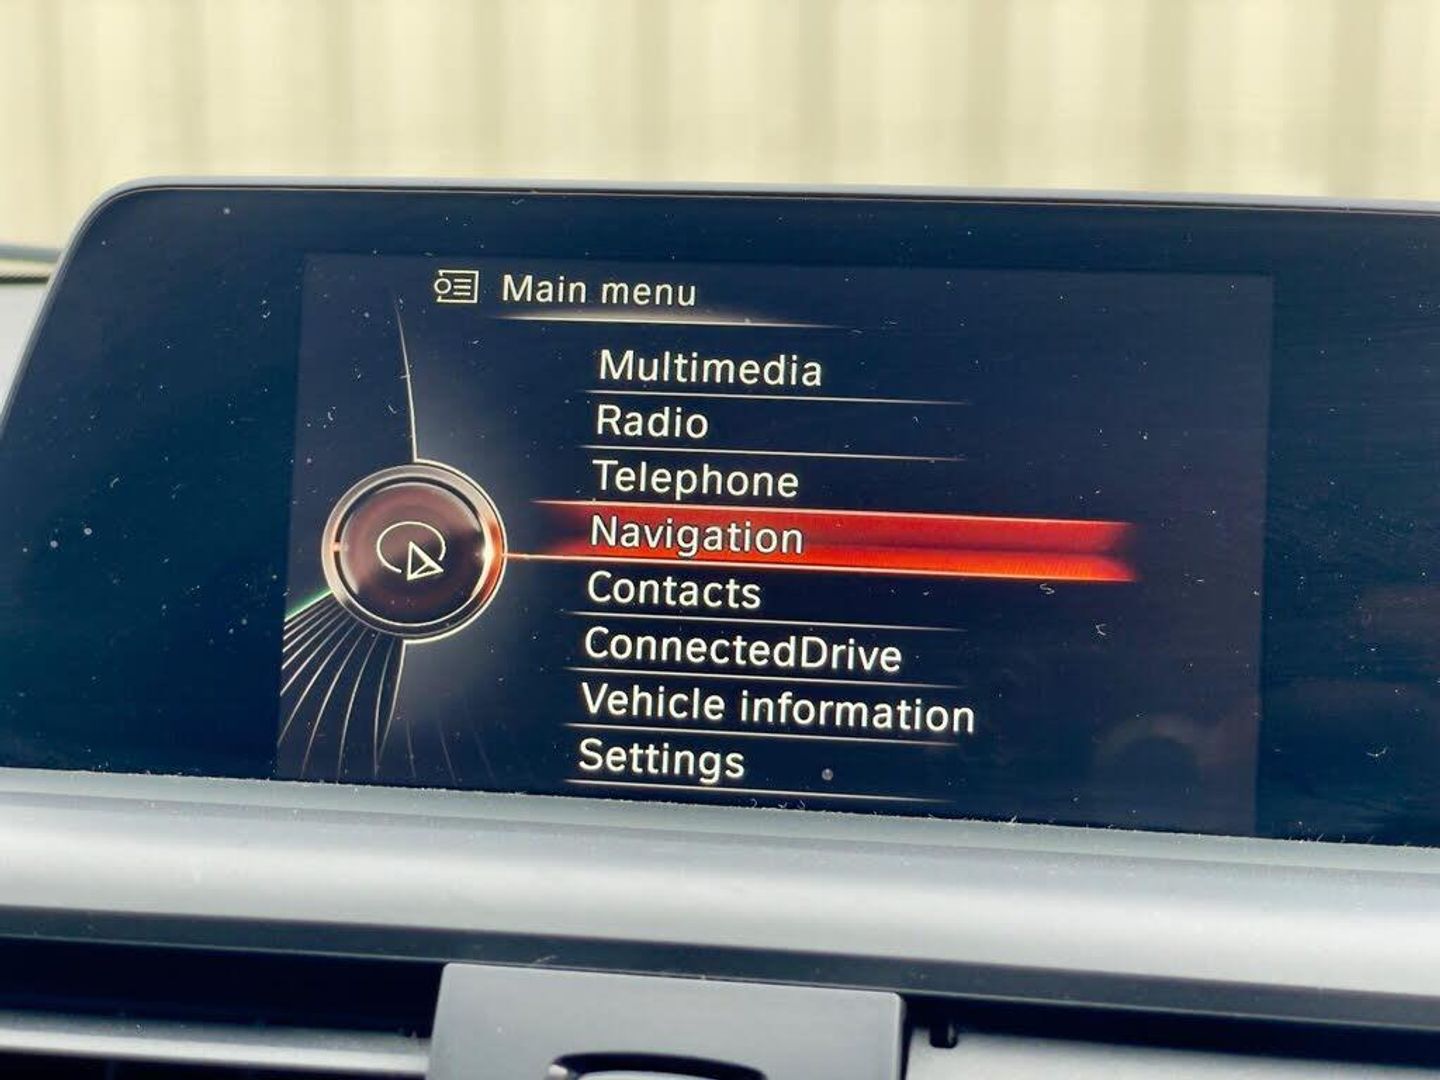 Main menu
Multimedia
Radio
Telephone
Navigation
Contacts
ConnectedDrive
Vehicle information
Settings